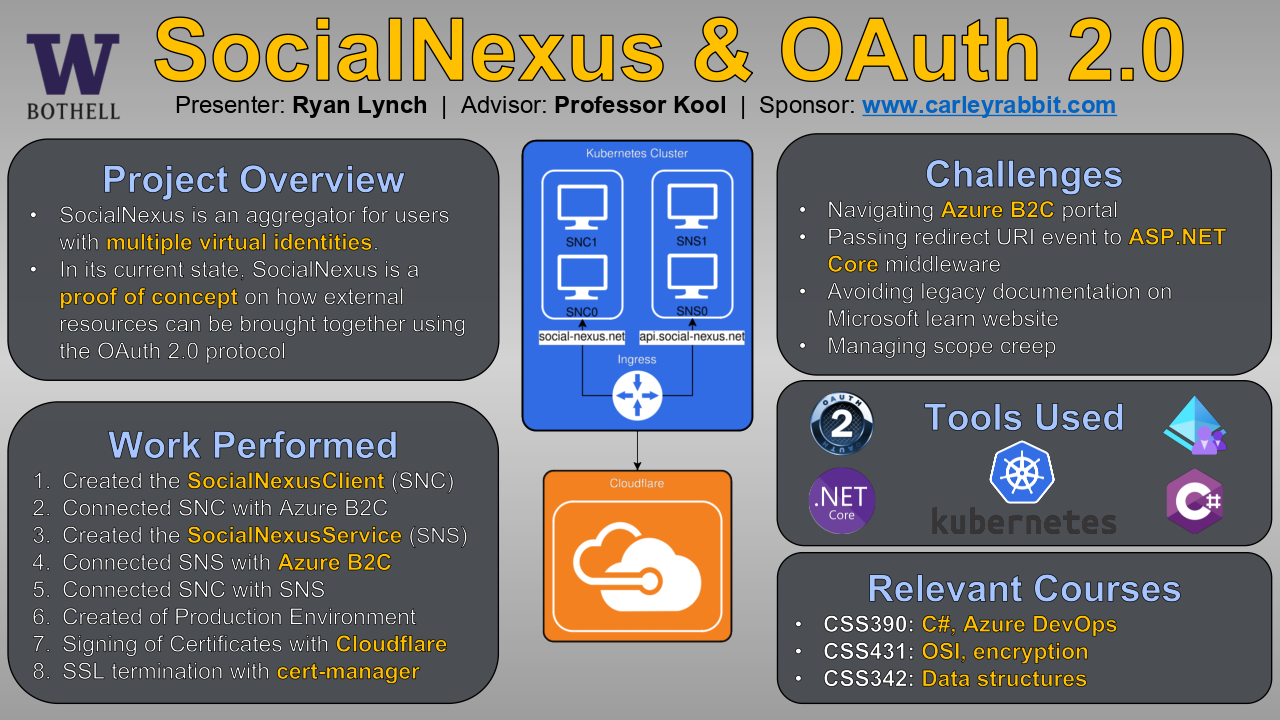 SocialNexus & OAuth 2.0
W
BOTHELL
Presenter: Ryan Lynch | Advisor: Professor Kool | Sponsor: www.carleyrabbit.com
Project Overview
• SocialNexus is an aggregator for users
with multiple virtual identities.
• In its current state, SocialNexus is a
proof of concept on how external
resources can be brought together using
the OAuth 2.0 protocol
Work Performed
1. Created the SocialNexusClient (SNC)
2. Connected SNC with Azure B2C
3. Created the SocialNexusService (SNS)
4. Connected SNS with Azure B2C
5. Connected SNC with SNS
6. Created of Production Environment
7. Signing of Certificates with Cloudflare
8. SSL termination with cert-manager
Kubernetes Cluster
SNC1 SNS1
SNC0 SNS0
social-nexus.net api.social-nexus.net
Ingress
Cloudflare
Challenges
• Navigating Azure B2C portal
• Passing redirect URI event to ASP.NET
Core middleware
• Avoiding legacy documentation on
Microsoft learn website
• Managing scope creep
Tools Used
OAUTH
2
AUTH
.NET
Core
kubernetes
C#
Relevant Courses
• CSS390: C#, Azure DevOps
• CSS431: OSI, encryption
• CSS342: Data structures